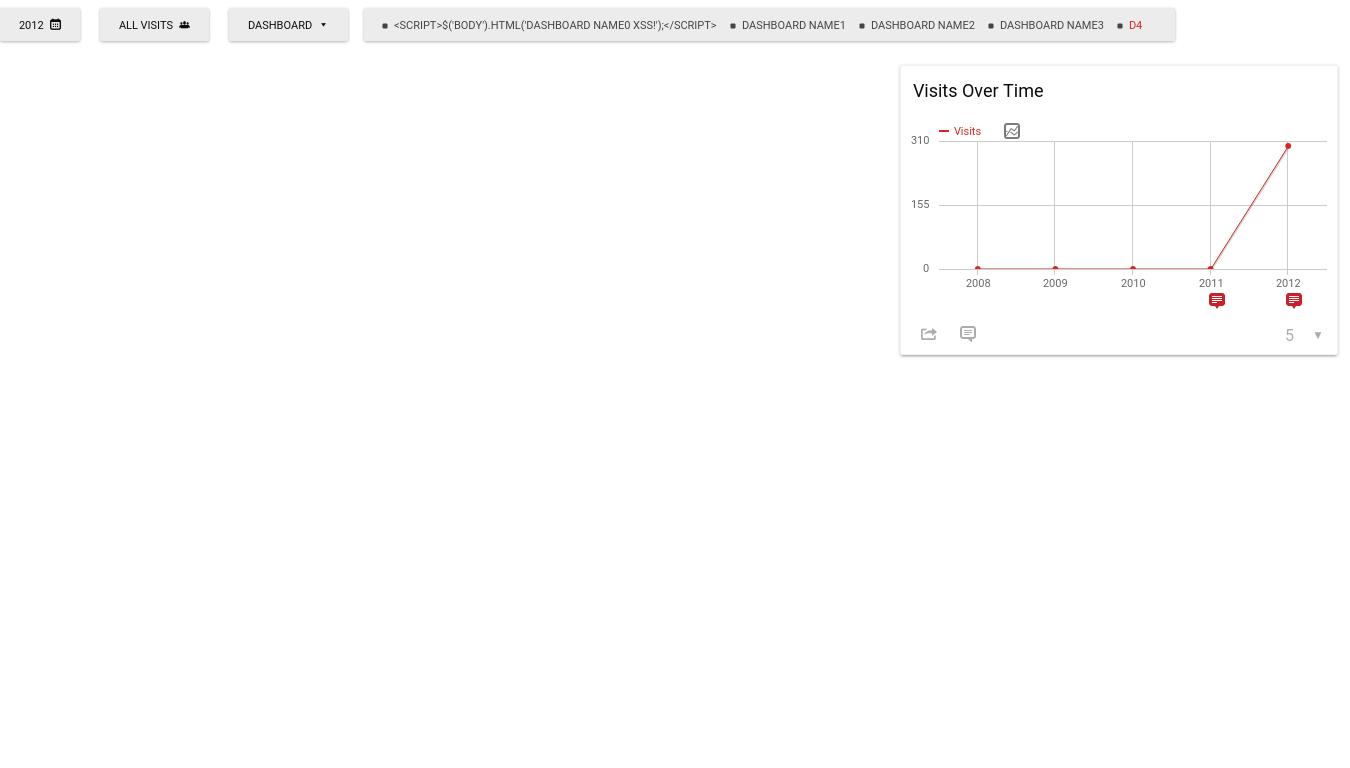 2012 ALL VISITS DASHBOARD <SCRIPT>$('BODY').HTML('DASHBOARD NAME0 XSS!');</SCRIPT> DASHBOARD NAME1 DASHBOARD NAME2 DASHBOARD NAME3 D4
Visits Over Time
Visits
310
155
0
2008 2009 2010 2011 2012
5